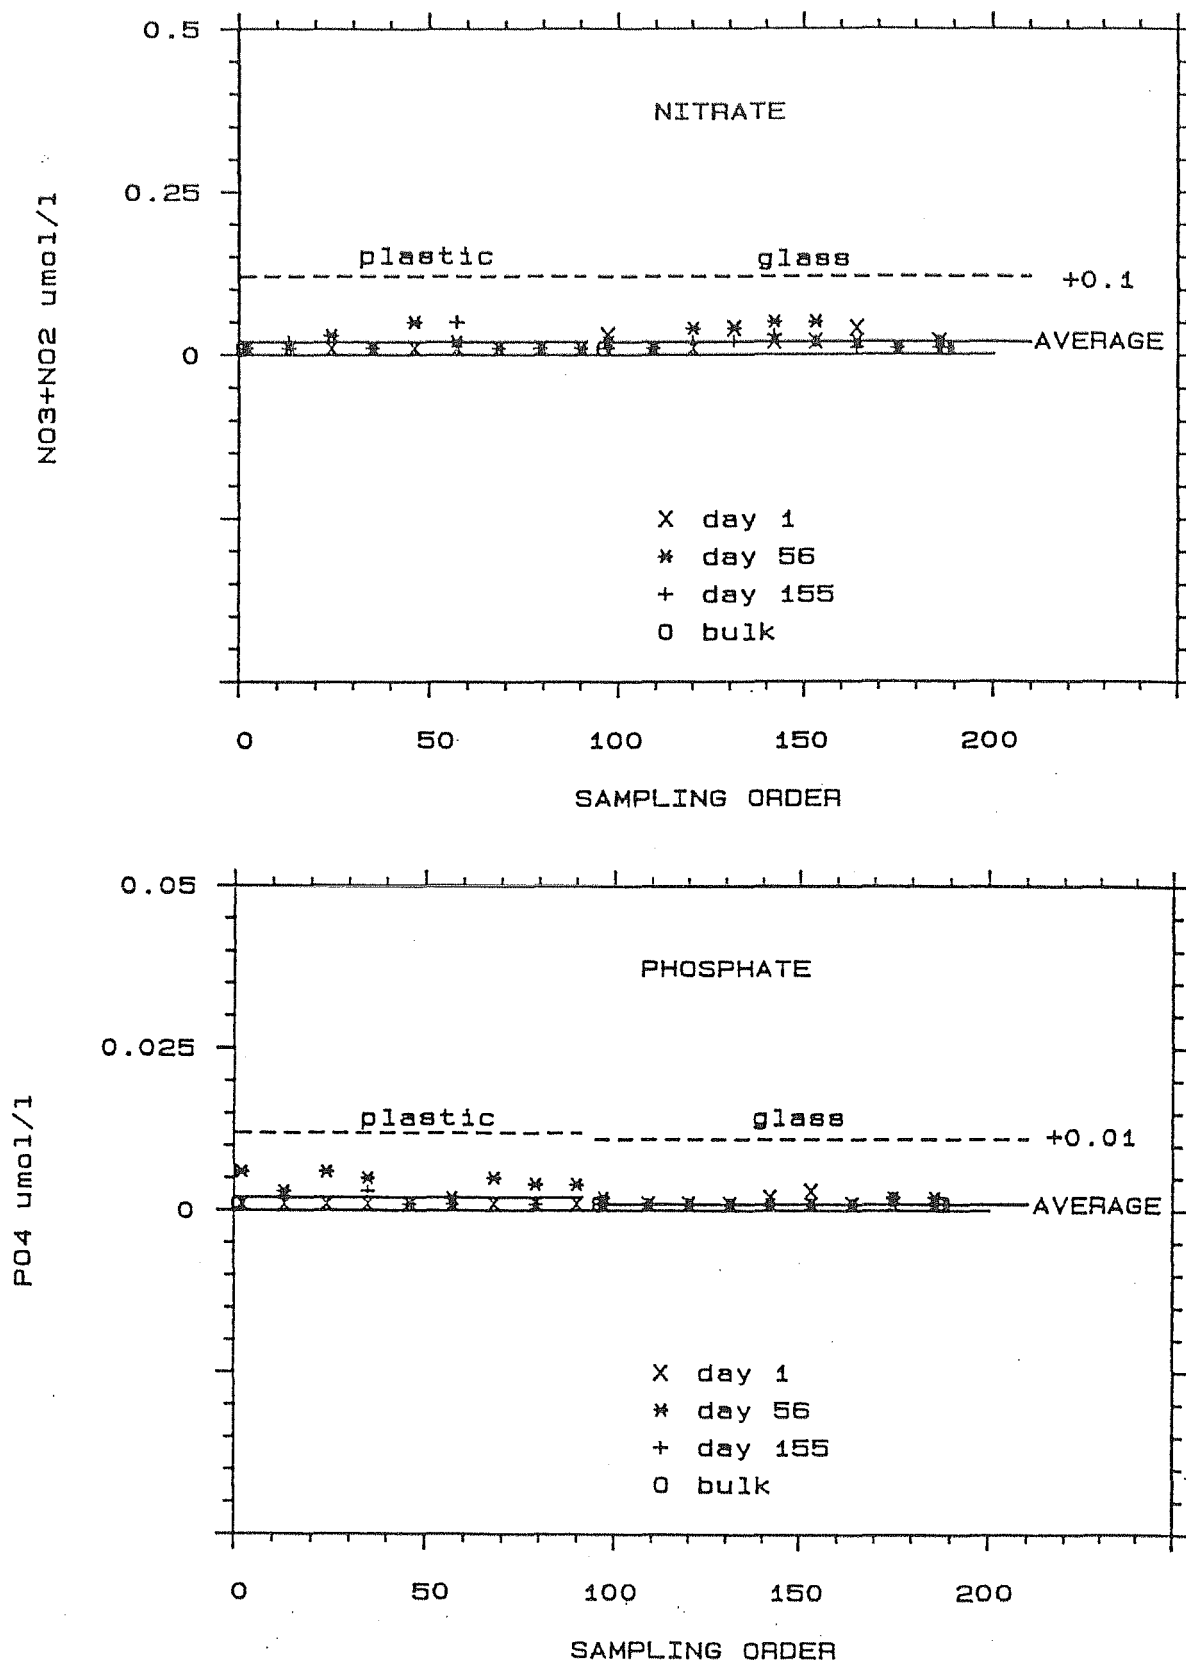 0.5
NITRATE
0.25
plastic
glass
+0.1
AVERAGE
0
NO3+NO2 umol/l
X day 1
* day 56
+ day 155
O bulk
0 50 100 150 200
SAMPLING ORDER
0.05
PHOSPHATE
0.025
plastic
glass
+0.01
AVERAGE
0
PO4 umol/l
X day 1
* day 56
+ day 155
O bulk
0 50 100 150 200
SAMPLING ORDER